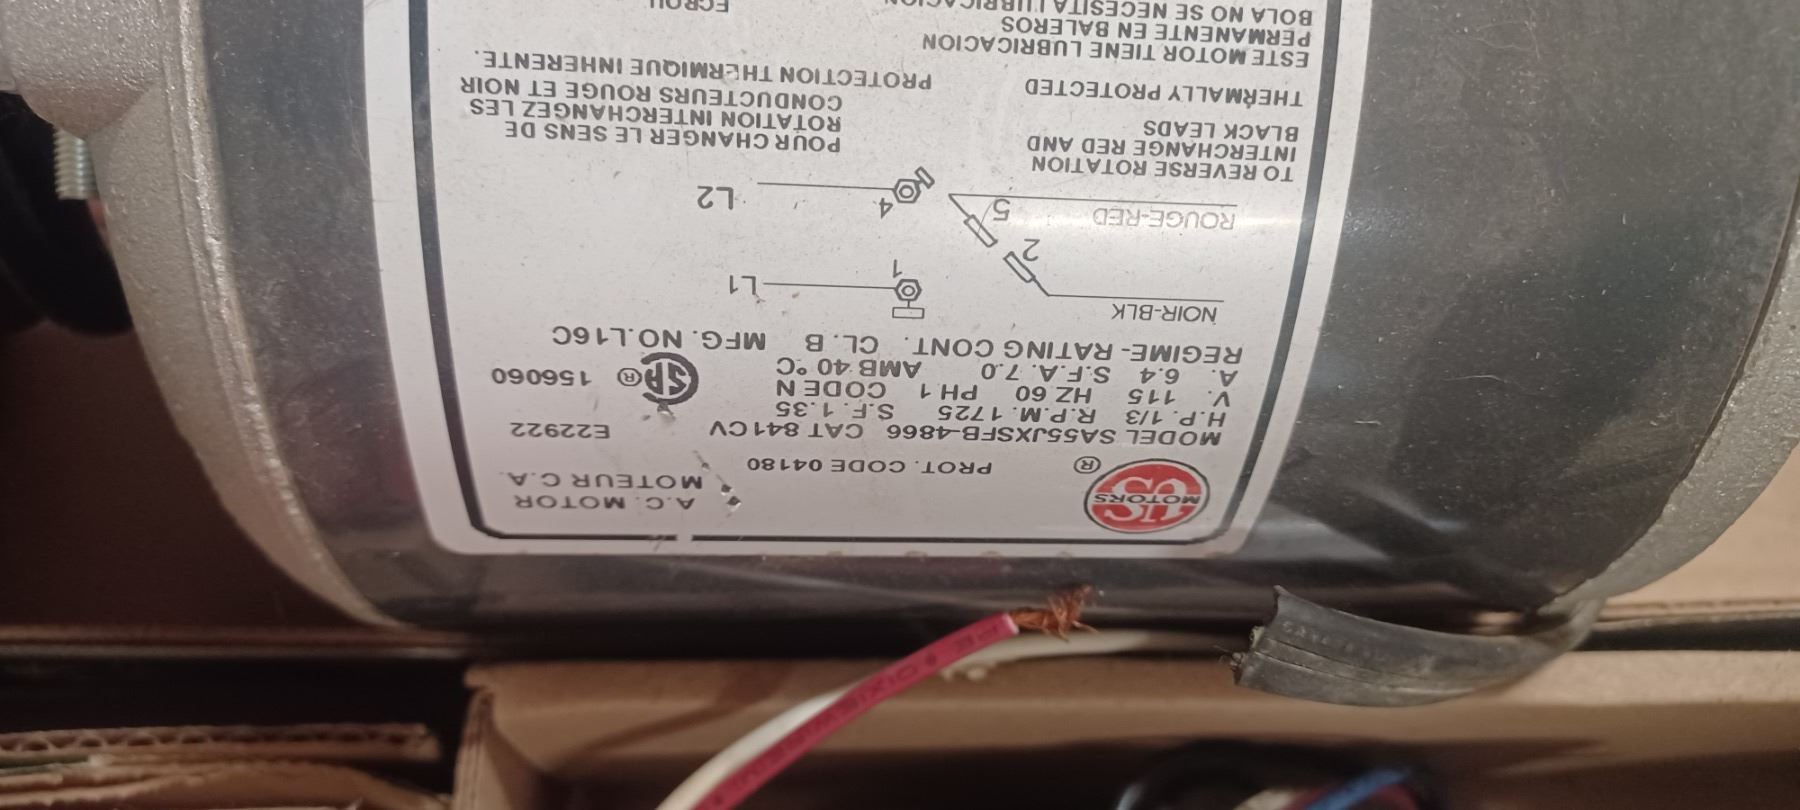 US
MOTORS
®
PROT. CODE 04180
A.C. MOTOR
MOTEUR C.A.
MODEL SA55JXSFB-4866 CAT 841CV E22922
H.P. 1/3 R.P.M. 1725 S.F. 1.35
V. 115 HZ 60 PH 1 CODE N
A. 6.4 S.F.A. 7.0 AMB 40 °C
SA ® 156060
REGIME- RATING CONT. CL. B MFG. NO. L16C
NOIR-BLK
1
L1
2
ROUGE-RED
5
4
L2
TO REVERSE ROTATION
INTERCHANGE RED AND
BLACK LEADS
POUR CHANGER LE SENS DE
ROTATION INTERCHANGEZ LES
CONDUCTEURS ROUGE ET NOIR
THERMALLY PROTECTED
PROTECTION THERMIQUE INHERENTE.
ESTE MOTOR TIENE LUBRICACION
PERMANENTE EN BALEROS
BOLA NO SE NECESITA LUBRICACION
ECROU